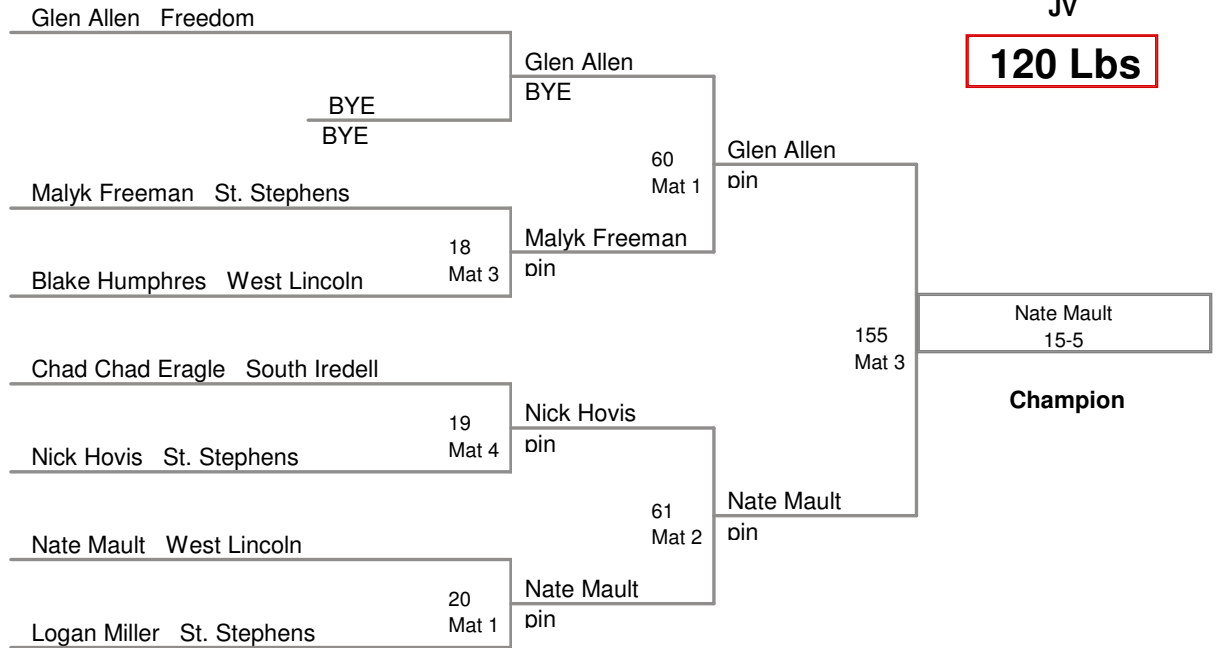 JV
120 Lbs
Glen Allen Freedom
Glen Allen
BYE
BYE
BYE
60
Mat 1
Glen Allen
pin
Malyk Freeman St. Stephens
18
Mat 3
Malyk Freeman
pin
Blake Humphres West Lincoln
155
Mat 3
Nate Mault
15-5
Champion
Chad Chad Eragle South Iredell
19
Mat 4
Nick Hovis
pin
Nick Hovis St. Stephens
61
Mat 2
Nate Mault
pin
Nate Mault West Lincoln
20
Mat 1
Nate Mault
pin
Logan Miller St. Stephens